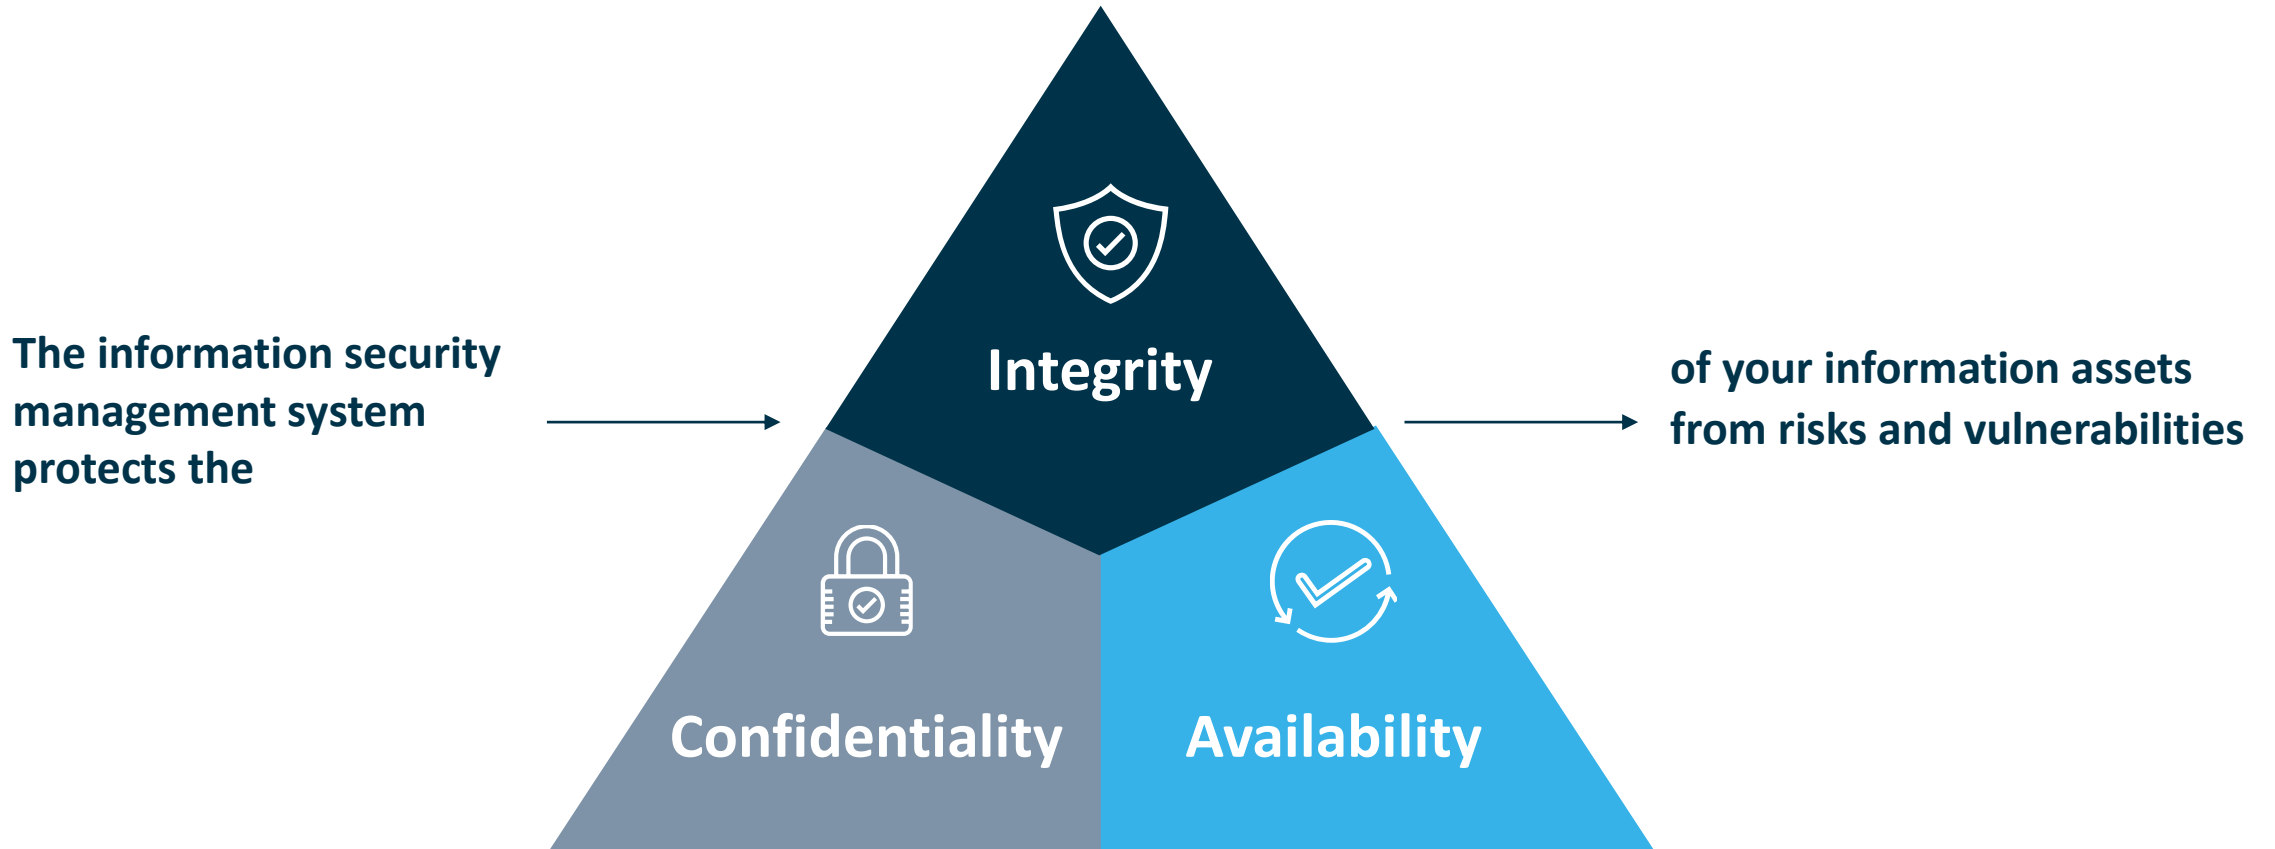 The information security
management system
protects the
Integrity
Confidentiality
Availability
of your information assets
from risks and vulnerabilities